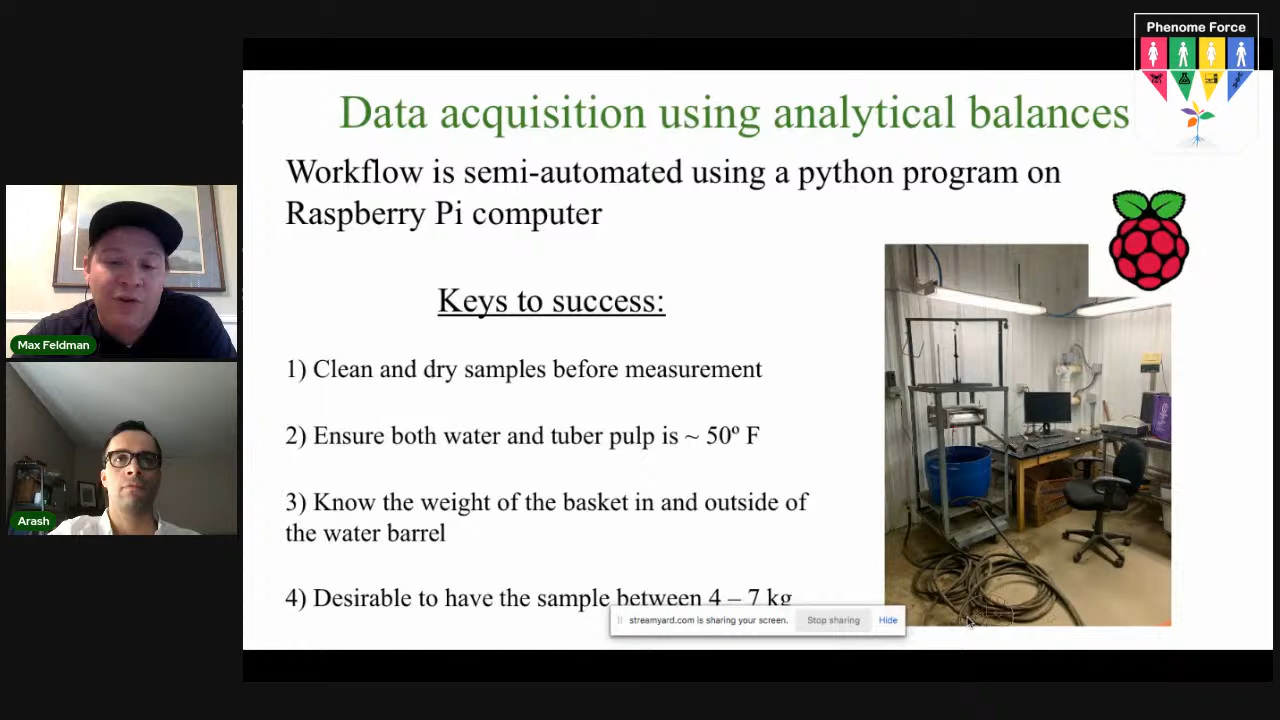 Phenome Force
Data acquisition using analytical balances
Workflow is semi-automated using a python program on
Raspberry Pi computer
Keys to success:
1) Clean and dry samples before measurement
2) Ensure both water and tuber pulp is ~ 50º F
3) Know the weight of the basket in and outside of
the water barrel
4) Desirable to have the sample between 4 – 7 kg
streamyard.com is sharing your screen.
Stop sharing
Hide
Max Feldman
Arash